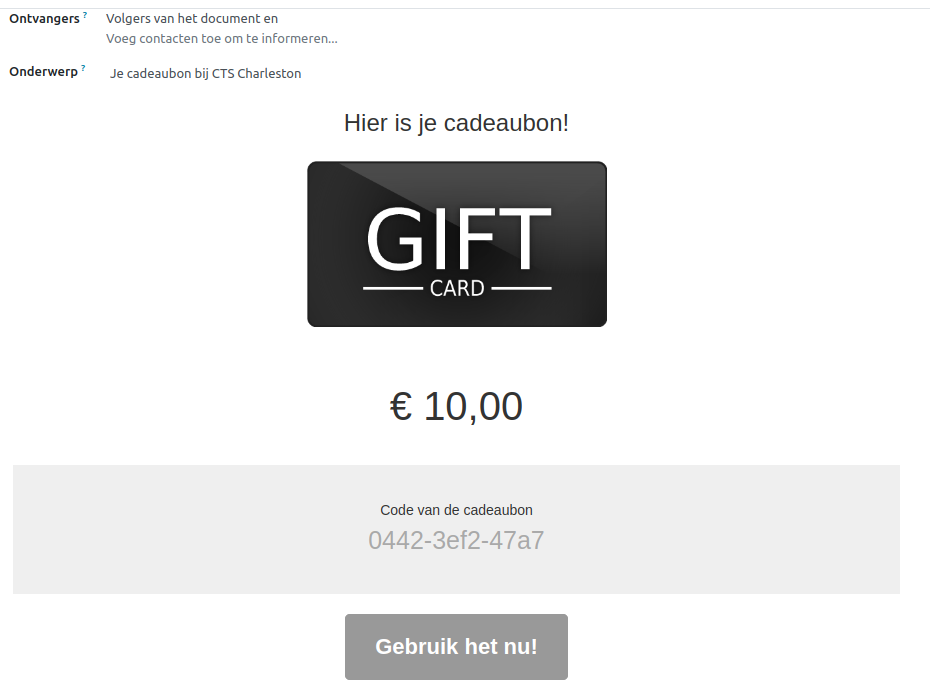 Ontvangers ? Volgers van het document en
Voeg contacten toe om te informeren...
Onderwerp ? Je cadeaubon bij CTS Charleston
Hier is je cadeaubon!
GIFT
CARD
€ 10,00
Code van de cadeaubon
0442-3ef2-47a7
Gebruik het nu!